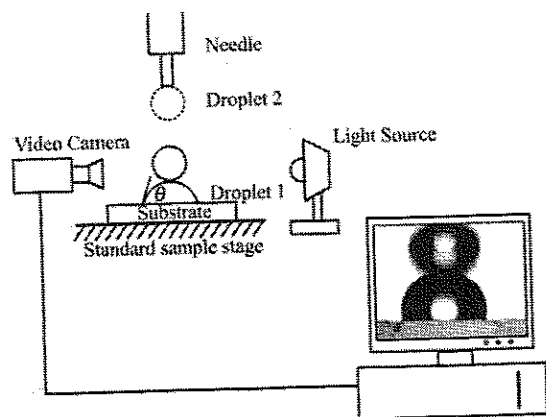 Needle
Droplet 2
Video Camera
Light Source
θ
Droplet 1
Substrate
Standard sample stage